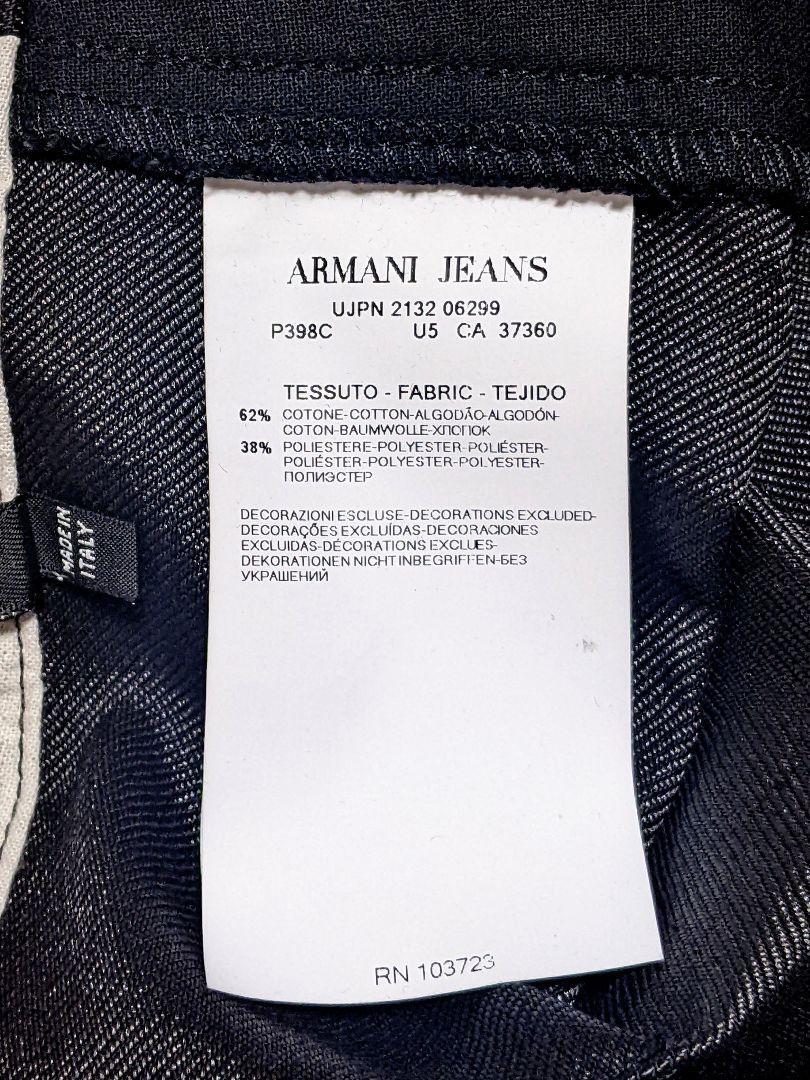 ARMANI JEANS
UJPN 2132 06299
P398C U5 CA 37360
TESSUTO - FABRIC - TEJIDO
62% COTONE-COTTON-ALGODÃO-ALGODÓN-
COTON-BAUMWOLLE-ХЛОПОК
38% POLIESTERE-POLYESTER-POLIÉSTER-
POLIÉSTER-POLYESTER-POLYESTER-
ПОЛИЭСТЕР
DECORAZIONI ESCLUSE-DECORATIONS EXCLUDED-
DECORAÇÕES EXCLUÍDAS-DECORACIONES
EXCLUIDAS-DÉCORATIONS EXCLUES-
DEKORATIONEN NICHT INBEGRIFFEN-БЕЗ
УКРАШЕНИЙ
MADE IN
ITALY
RN 103723